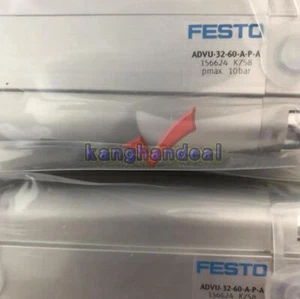 FESTO
ADVU-32-60-A-P-A
156624 K758
pmax. 10bar
kanghandeal
FESTO
ADVU-32-60-A-P-A
156624 K758